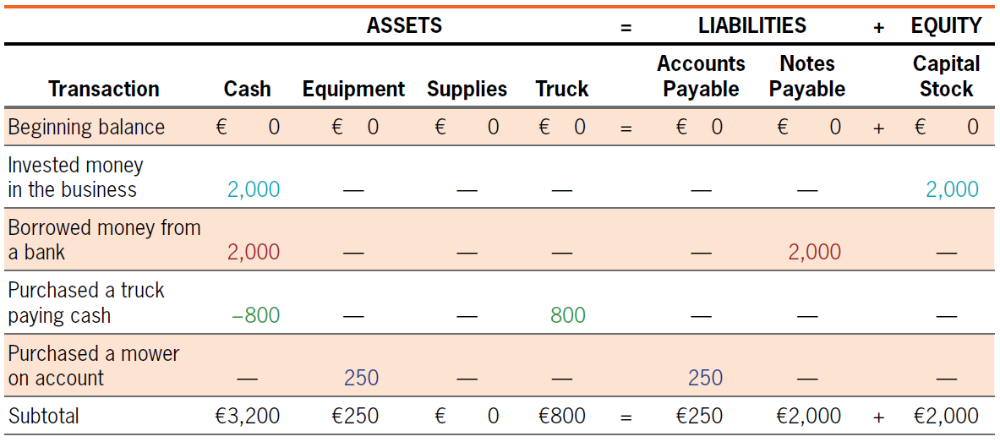 ASSETS = LIABILITIES + EQUITY
Accounts Notes Capital
Transaction Cash Equipment Supplies Truck Payable Payable Stock
Beginning balance € 0 € 0 € 0 € 0 = € 0 € 0 + € 0
Invested money
in the business 2,000 — — — — — 2,000
Borrowed money from
a bank 2,000 — — — — 2,000 —
Purchased a truck
paying cash –800 — — 800 — — —
Purchased a mower
on account — 250 — — 250 — —
Subtotal €3,200 €250 € 0 €800 = €250 €2,000 + €2,000